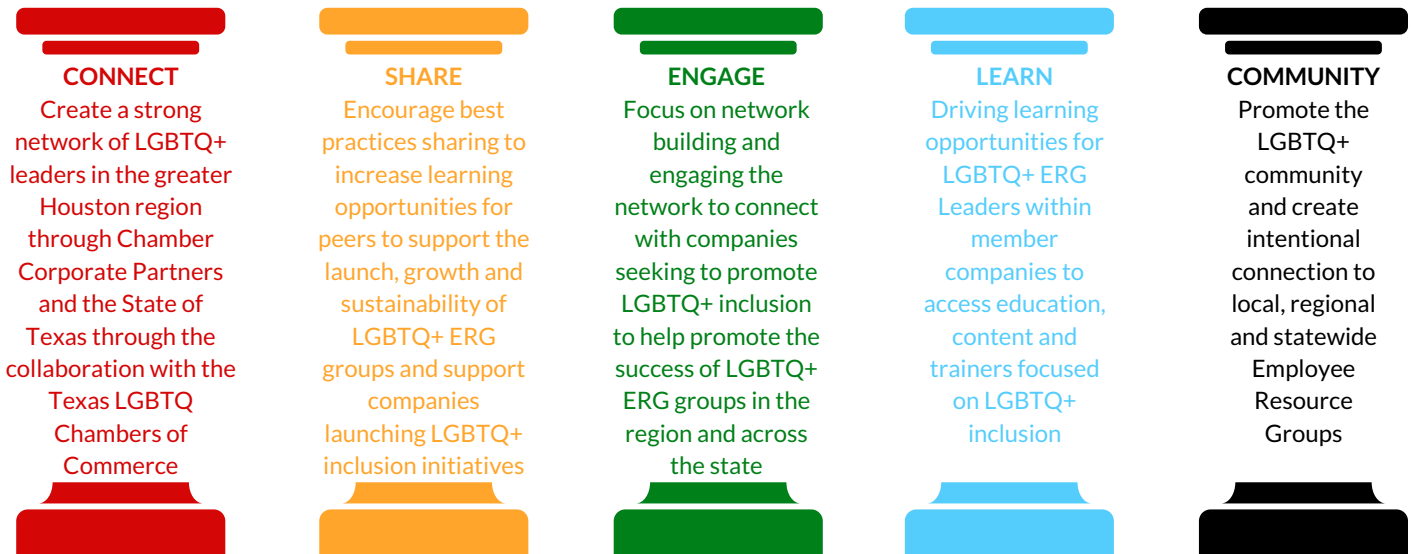 CONNECT
Create a strong
network of LGBTQ+
leaders in the greater
Houston region
through Chamber
Corporate Partners
and the State of
Texas through the
collaboration with the
Texas LGBTQ
Chambers of
Commerce
SHARE
Encourage best
practices sharing to
increase learning
opportunities for
peers to support the
launch, growth and
sustainability of
LGBTQ+ ERG
groups and support
companies
launching LGBTQ+
inclusion initiatives
ENGAGE
Focus on network
building and
engaging the
network to connect
with companies
seeking to promote
LGBTQ+ inclusion
to help promote the
success of LGBTQ+
ERG groups in the
region and across
the state
LEARN
Driving learning
opportunities for
LGBTQ+ ERG
Leaders within
member
companies to
access education,
content and
trainers focused
on LGBTQ+
inclusion
COMMUNITY
Promote the
LGBTQ+
community
and create
intentional
connection to
local, regional
and statewide
Employee
Resource
Groups